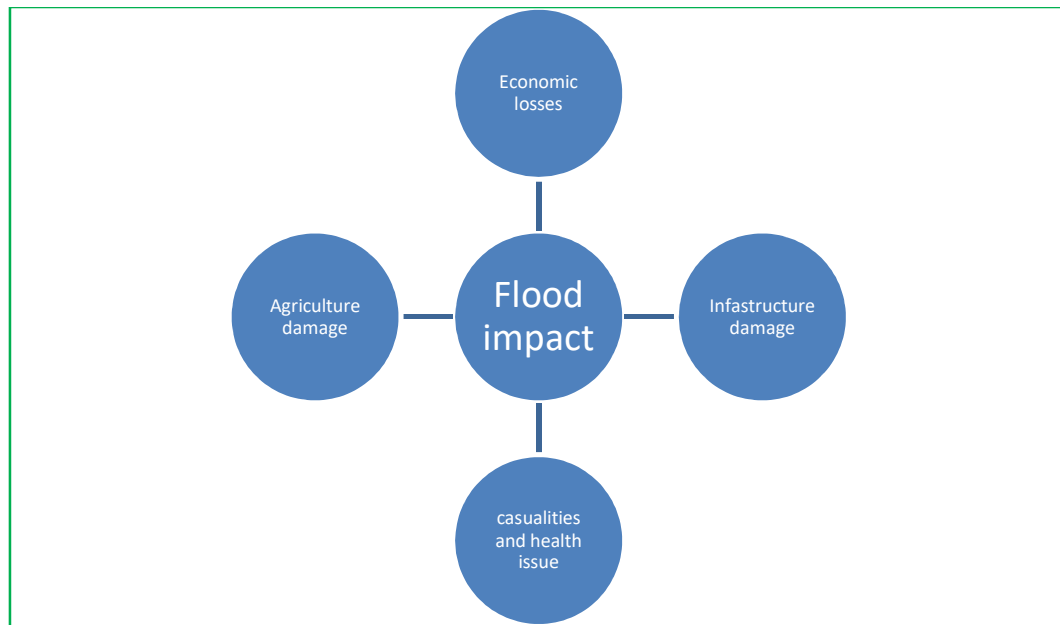 Economic
losses
Agriculture
damage
Flood
impact
Infastructure
damage
casualities
and health
issue